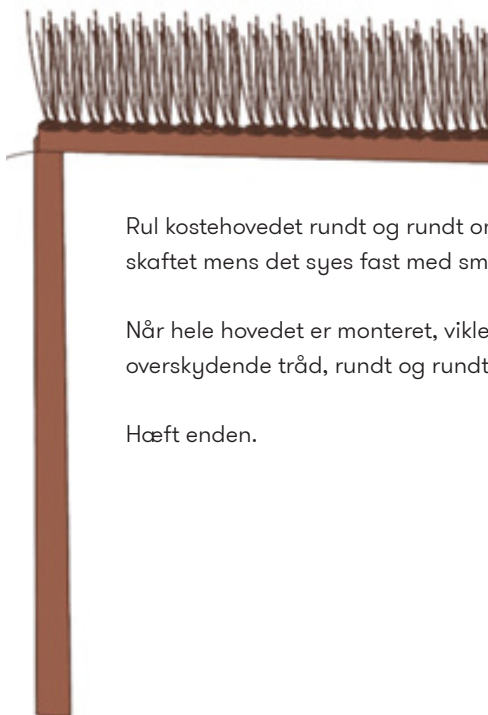 Rul kostehovedet rundt og rundt
skaftet mens det syes fast med
Når hele hovedet er monteret,
overskydende tråd, rundt og rundt
Hæft enden.